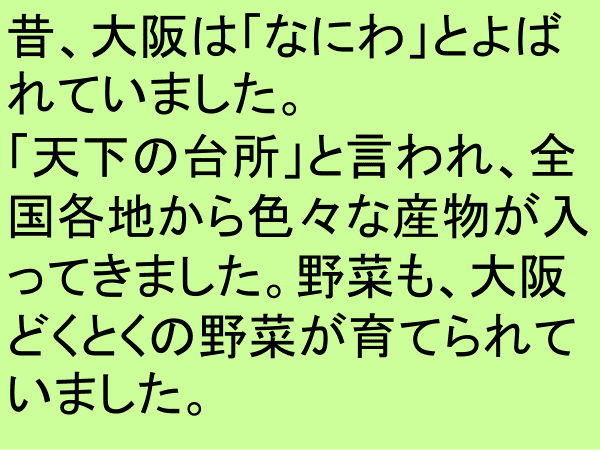 昔、大阪は「なにわ」とよば
れていました。
「天下の台所」と言われ、全
国各地から色々な産物が入
ってきました。野菜も、大阪
どくとくの野菜が育てられて
いました。